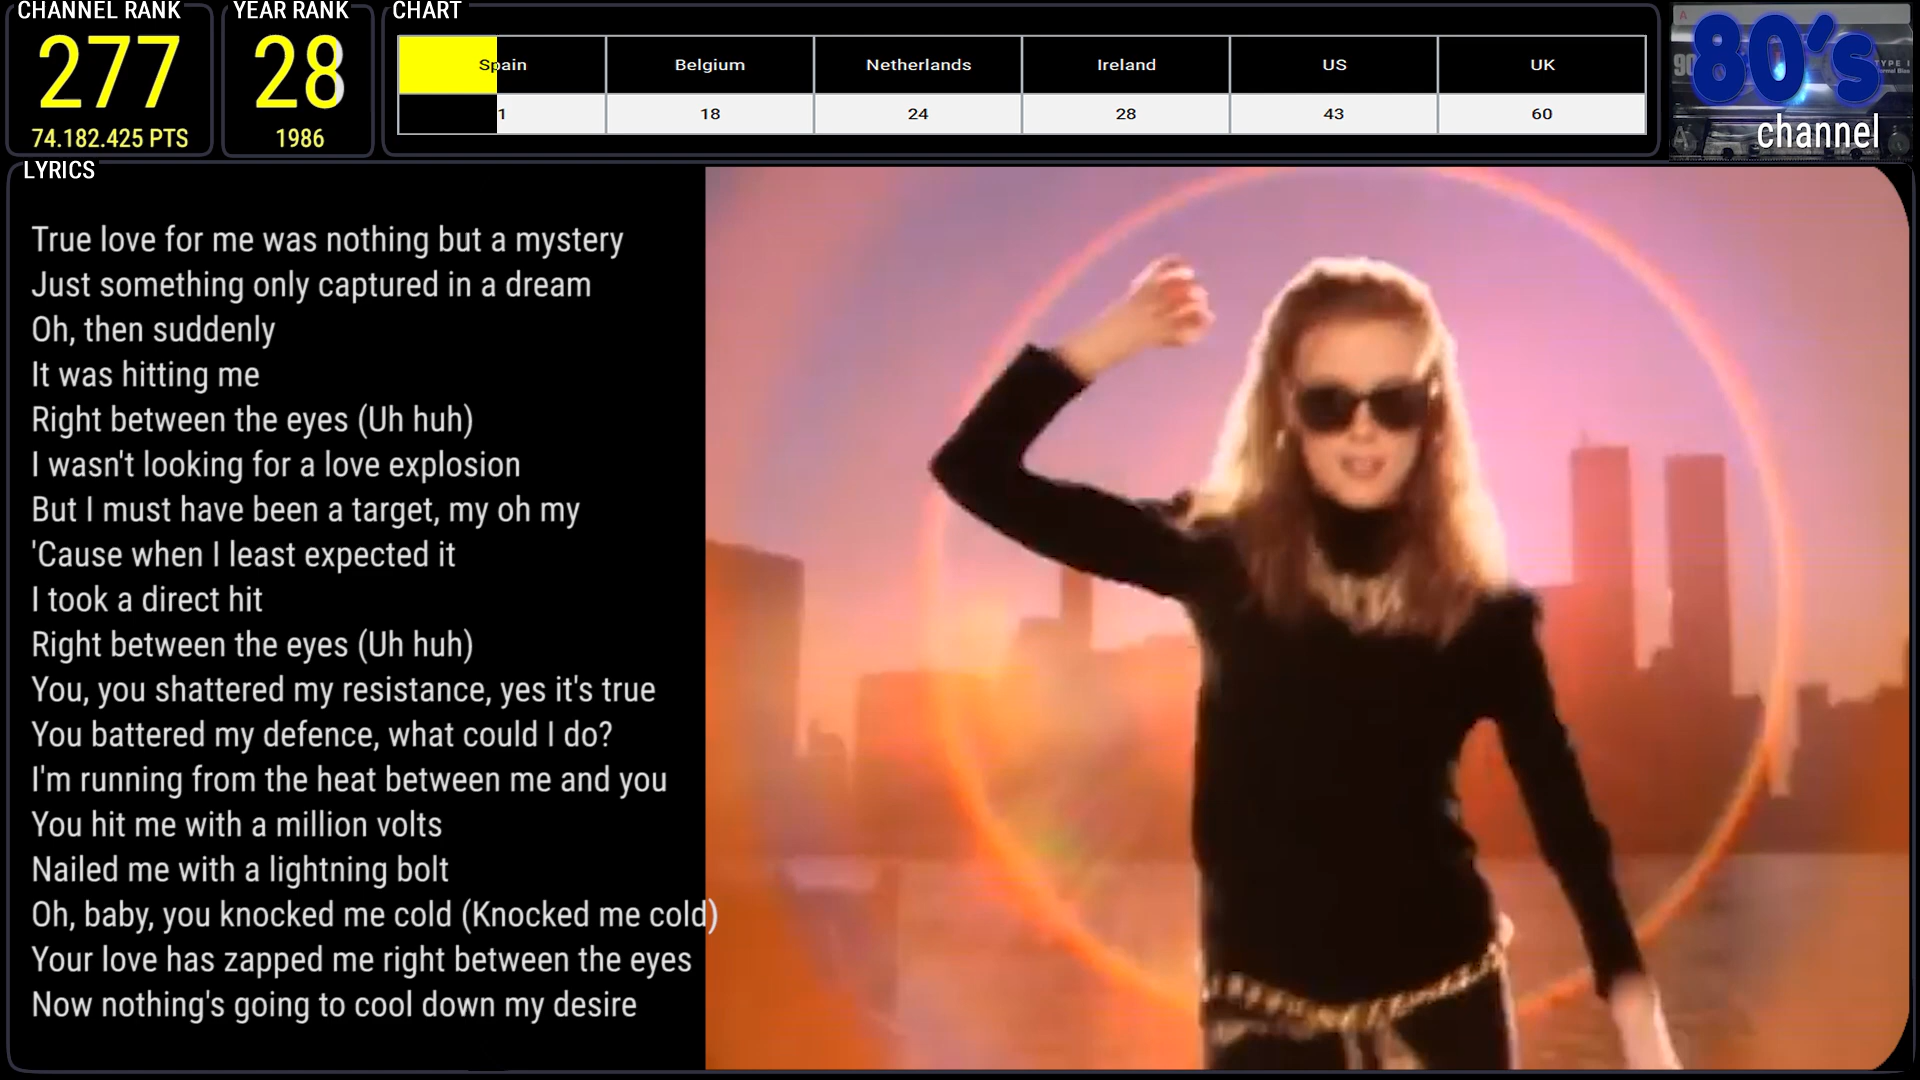 CHANNEL RANK
277
74.182.425 PTS
YEAR RANK
28
1986
CHART
Spain Belgium Netherlands Ireland US UK
1 18 24 28 43 60
A
90
80's
TYPE I
channel
A
LYRICS
True love for me was nothing but a mystery
Just something only captured in a dream
Oh, then suddenly
It was hitting me
Right between the eyes (Uh huh)
I wasn't looking for a love explosion
But I must have been a target, my oh my
'Cause when I least expected it
I took a direct hit
Right between the eyes (Uh huh)
You, you shattered my resistance, yes it's true
You battered my defence, what could I do?
I'm running from the heat between me and you
You hit me with a million volts
Nailed me with a lightning bolt
Oh, baby, you knocked me cold (Knocked me cold)
Your love has zapped me right between the eyes
Now nothing's going to cool down my desire